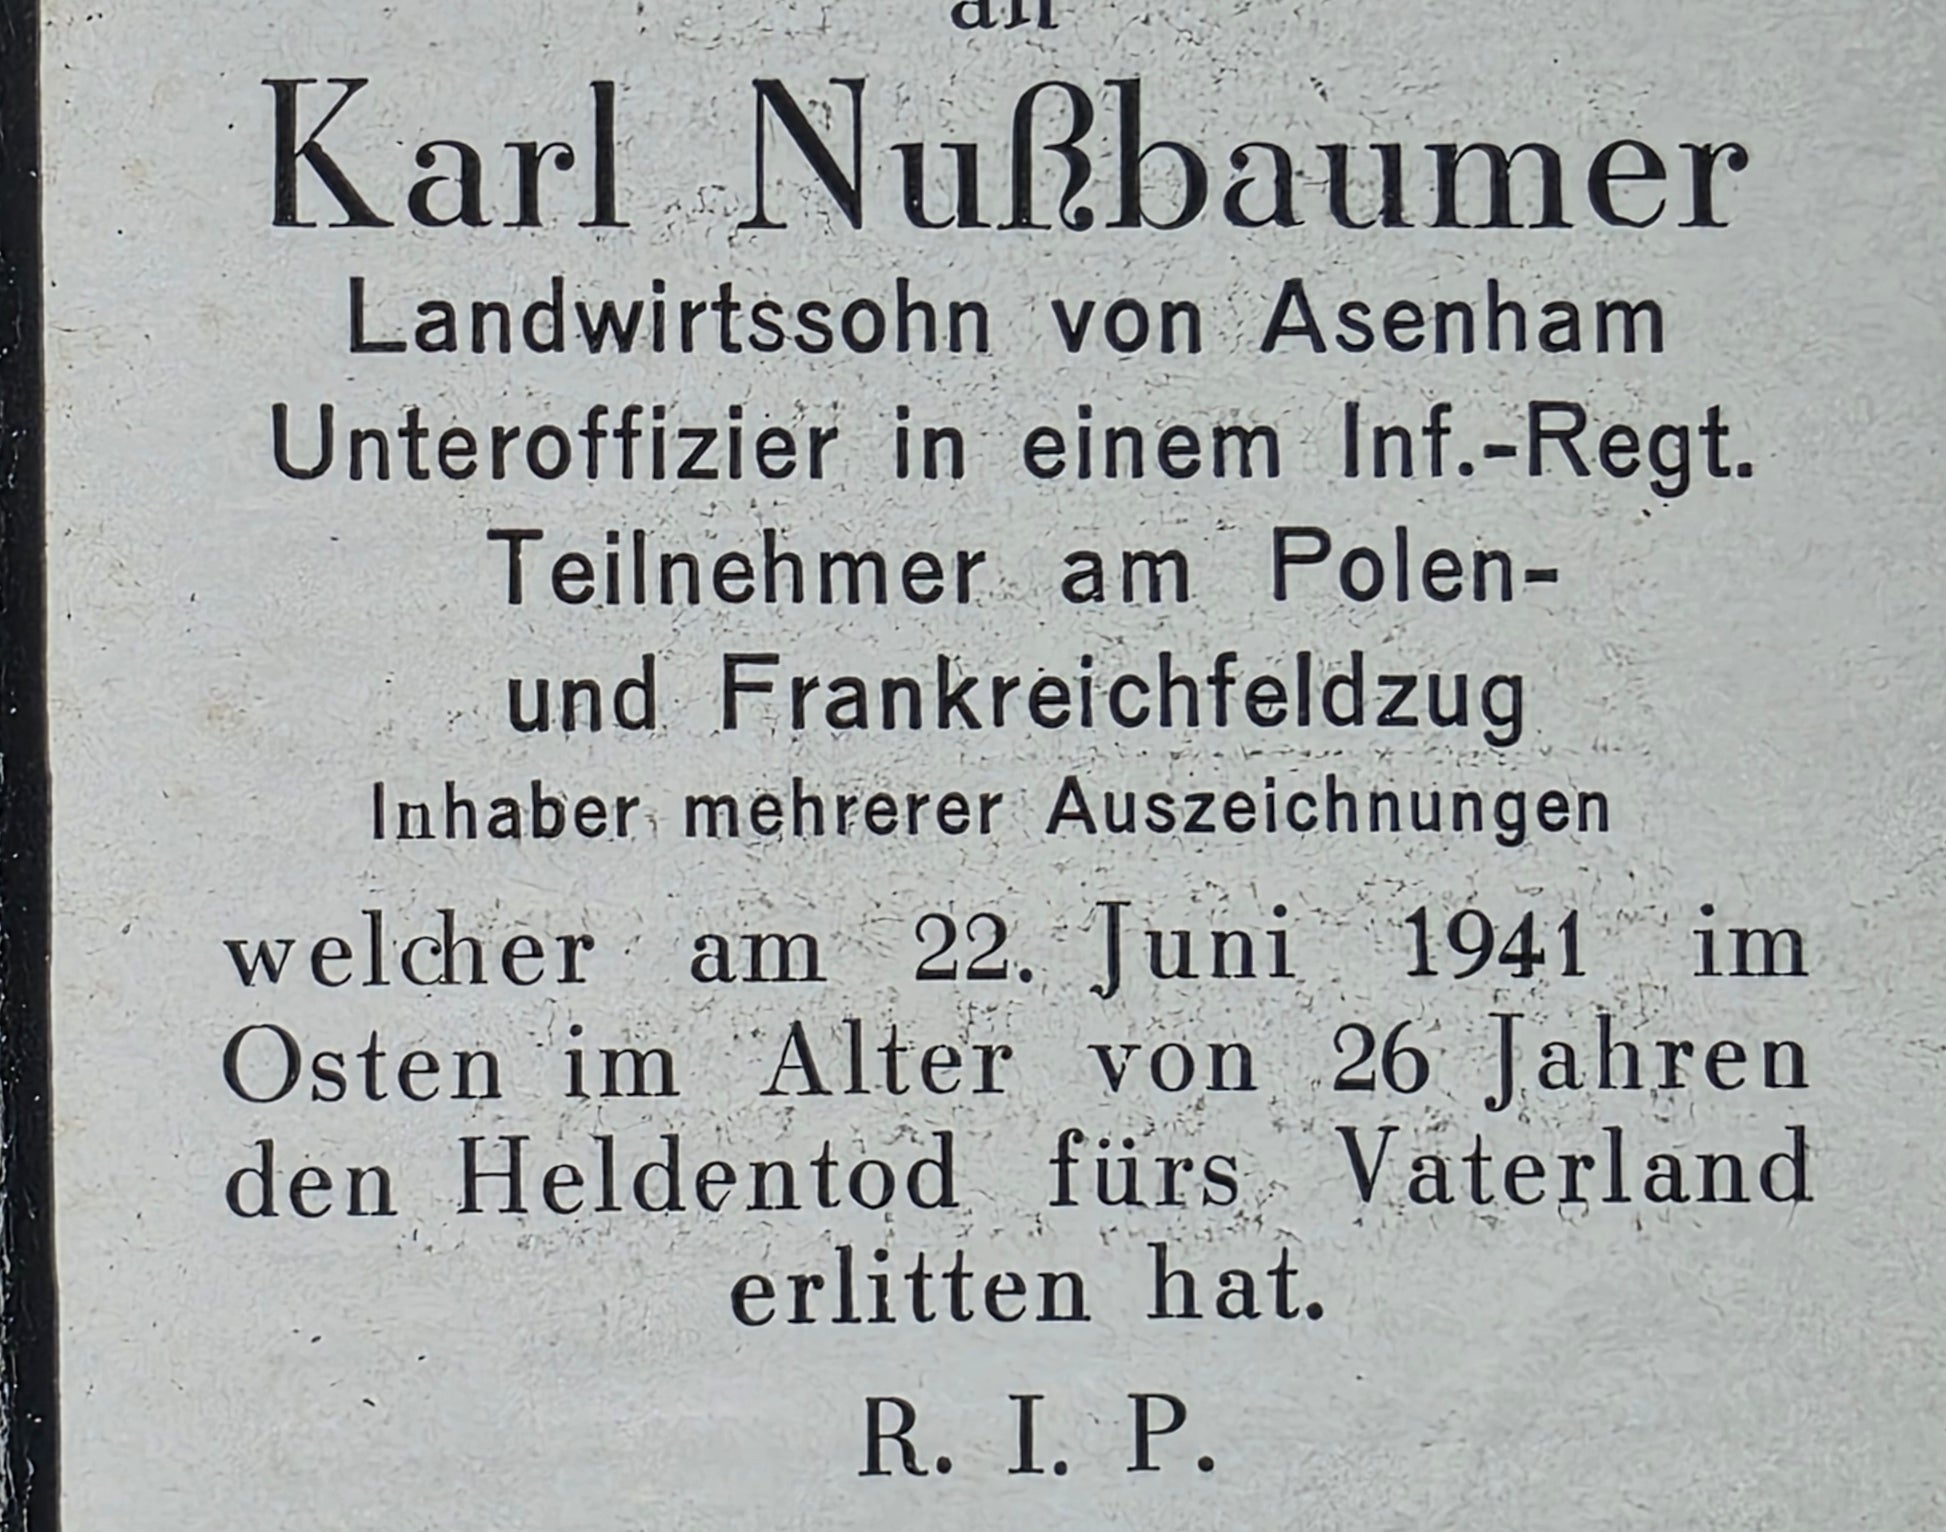 an
Karl Nußbaumer
Landwirtssohn von Asenham
Unteroffizier in einem Inf.-Regt.
Teilnehmer am Polen-
und Frankreichfeldzug
Inhaber mehrerer Auszeichnungen
welcher am 22. Juni 1941 im
Osten im Alter von 26 Jahren
den Heldentod fürs Vaterland
erlitten hat.
R. I. P.